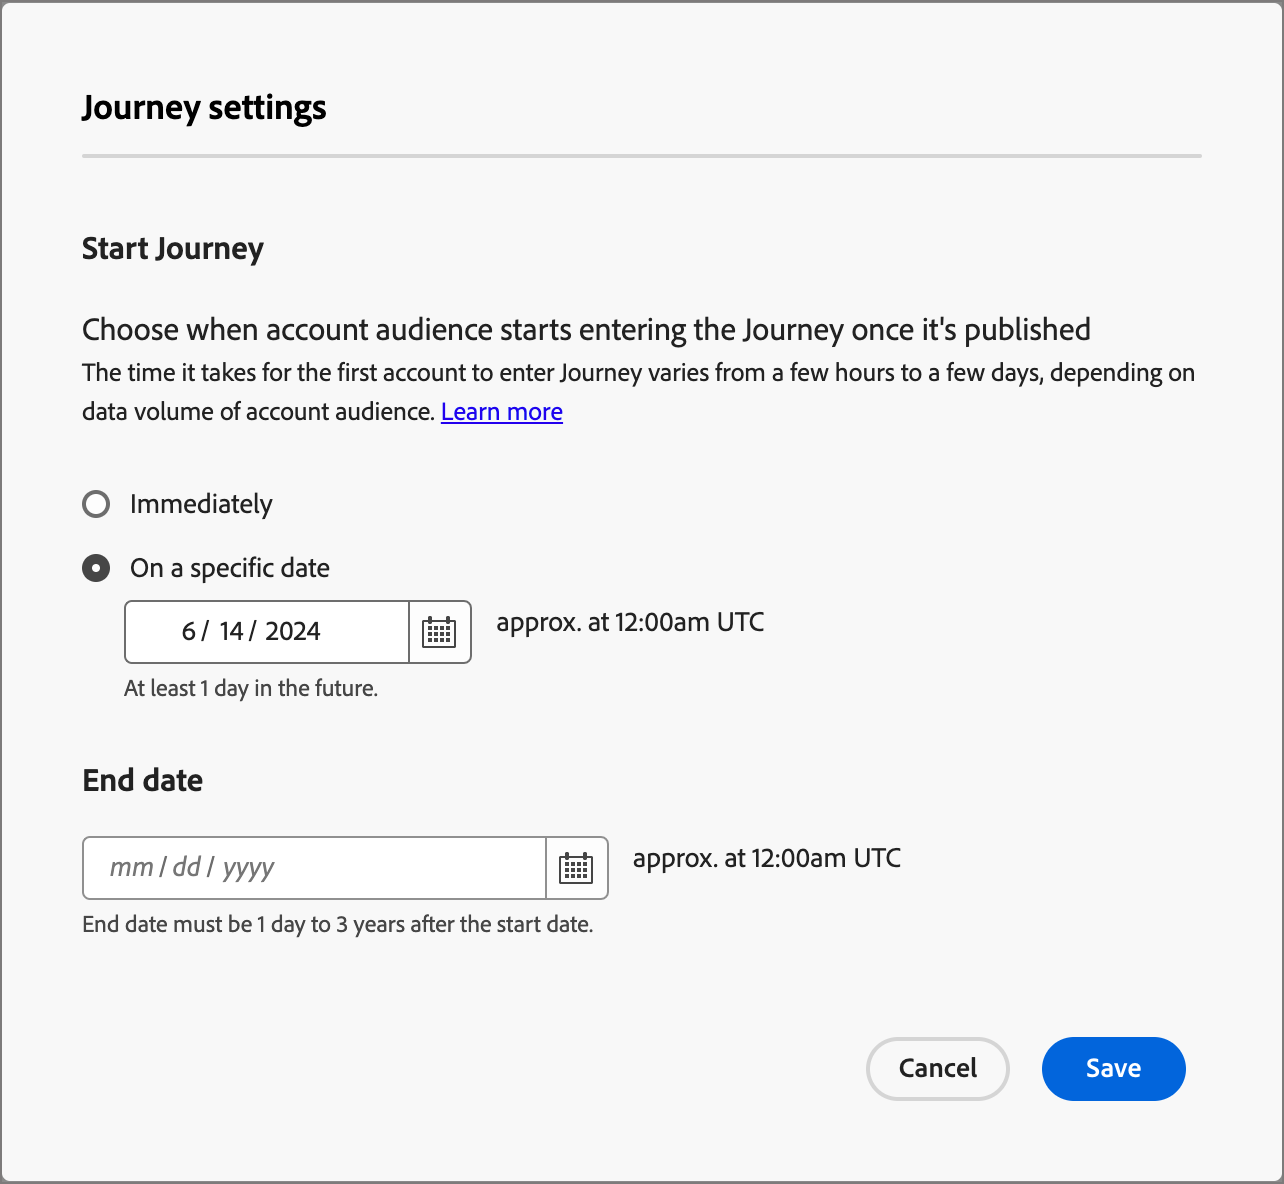 Journey settings
Start Journey
Choose when account audience starts entering the Journey once it's published
The time it takes for the first account to enter Journey varies from a few hours to a few days, depending on
data volume of account audience. Learn more
Immediately
On a specific date
6 / 14 / 2024 approx. at 12:00am UTC
At least 1 day in the future.
End date
mm / dd / yyyy approx. at 12:00am UTC
End date must be 1 day to 3 years after the start date.
Cancel Save